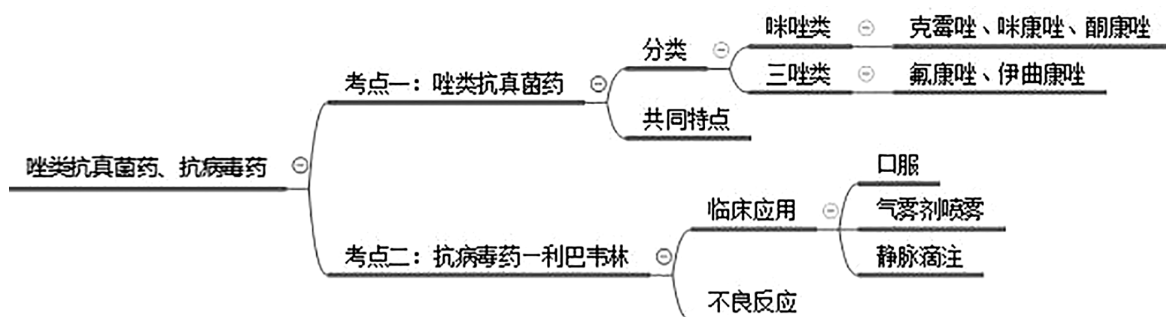 唑类抗真菌药、抗病毒药
考点一：唑类抗真菌药
分类
咪唑类
克霉唑、咪康唑、酮康唑
三唑类
氟康唑、伊曲康唑
共同特点
考点二：抗病毒药—利巴韦林
临床应用
口服
气雾剂喷雾
静脉滴注
不良反应